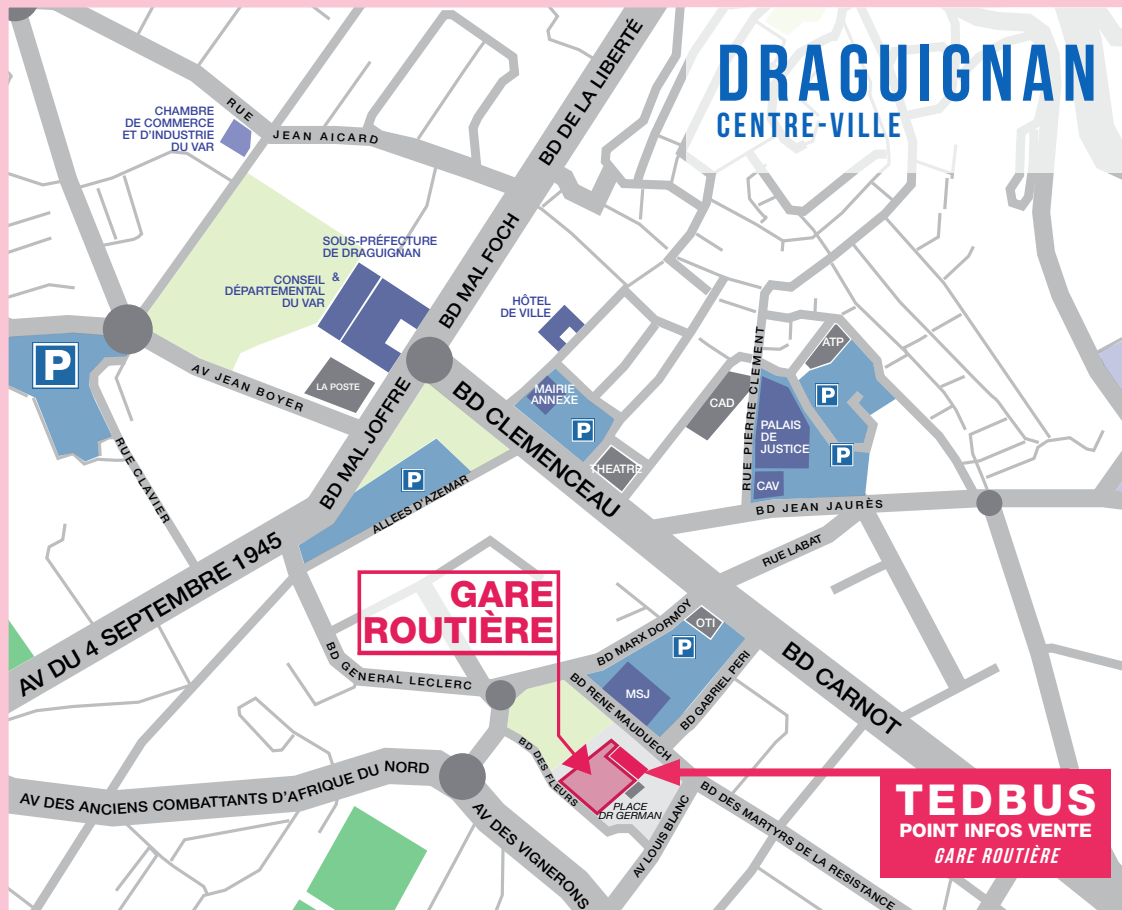 DRAGUIGNAN
CENTRE-VILLE
CHAMBRE
DE COMMERCE
ET D'INDUSTRIE
DU VAR
RUE
JEAN AICARD
BD DE LA LIBERTÉ
SOUS-PRÉFECTURE
DE DRAGUIGNAN
&
CONSEIL
DÉPARTEMENTAL
DU VAR
BD MAL FOCH
HÔTEL
DE VILLE
P
AV JEAN BOYER
LA POSTE
BD MAL JOFFRE
BD CLEMENCEAU
MAIRIE
ANNEXE
P
THEATRE
CAD
RUE PIERRE CLEMENT
ATP
P
PALAIS
DE
JUSTICE
P
CAV
BD JEAN JAURÈS
RUE CLAVIER
P
ALLEES D'AZEMAR
AV DU 4 SEPTEMBRE 1945
RUE LABAT
GARE
ROUTIÈRE
BD MARX DORMOY
OTI
P
BD GENERAL LECLERC
BD RENE MAUDUECH
MSJ
BD GABRIEL PERI
BD CARNOT
BD DES FLEURS
PLACE
DR GERMAN
AV DES ANCIENS COMBATTANTS D'AFRIQUE DU NORD
AV DES VIGNERONS
AV LOUIS BLANC
BD DES MARTYRS DE LA RESISTANCE
TEDBUS
POINT INFOS VENTE
GARE ROUTIÈRE